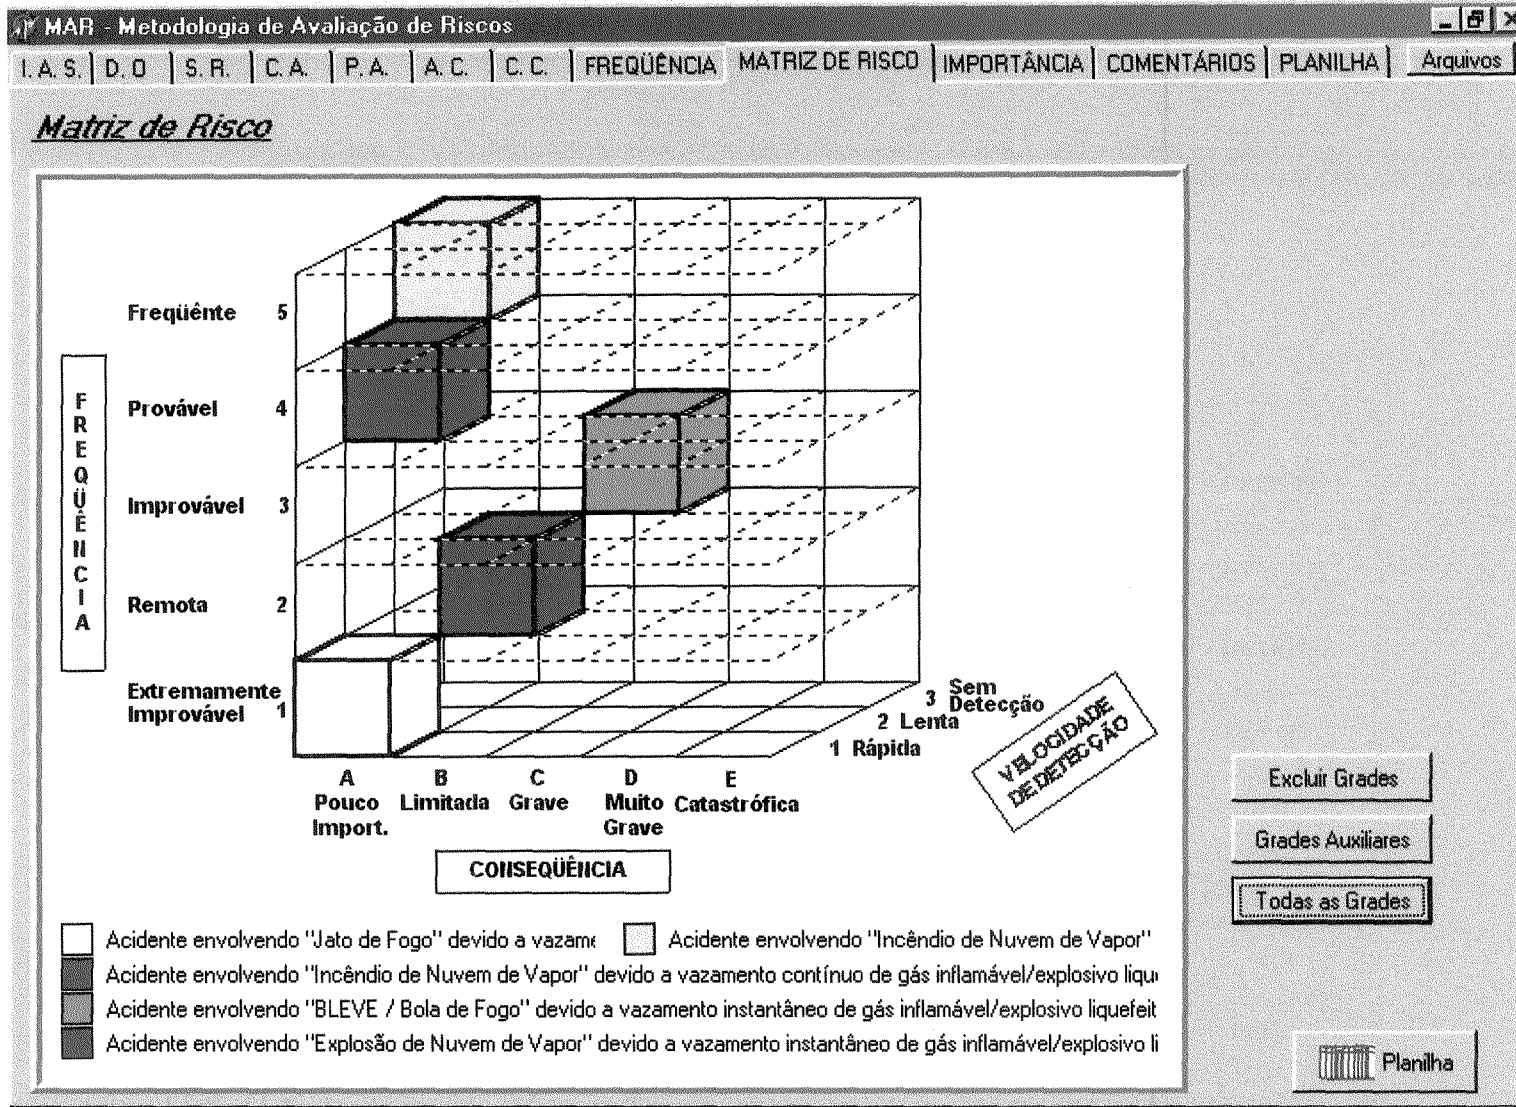 MAR - Metodologia de Avaliação de Riscos
I. A. S. D. O S. R. C. A. P. A. A. C. C. C. FREQÜÊNCIA MATRIZ DE RISCO IMPORTÂNCIA COMENTÁRIOS PLANILHA Arquivos
Matriz de Risco
FREQÜÊNCIA
Freqüênte 5
Provável 4
Improvável 3
Remota 2
Extremamente
Improvável 1
3 Sem
Detecção
2 Lenta
1 Rápida
VELOCIDADE
DE DETECÇÃO
A B C D E
Pouco Limitada Grave Muito Catastrófica
Import. Grave
CONSEQÜÊNCIA
Acidente envolvendo "Jato de Fogo" devido a vazame
Acidente envolvendo "Incêndio de Nuvem de Vapor"
Acidente envolvendo "Incêndio de Nuvem de Vapor" devido a vazamento contínuo de gás inflamável/explosivo lique
Acidente envolvendo "BLEVE / Bola de Fogo" devido a vazamento instantâneo de gás inflamável/explosivo liquefeit
Acidente envolvendo "Explosão de Nuvem de Vapor" devido a vazamento instantâneo de gás inflamável/explosivo li
Excluir Grades
Grades Auxiliares
Todas as Grades
Planilha